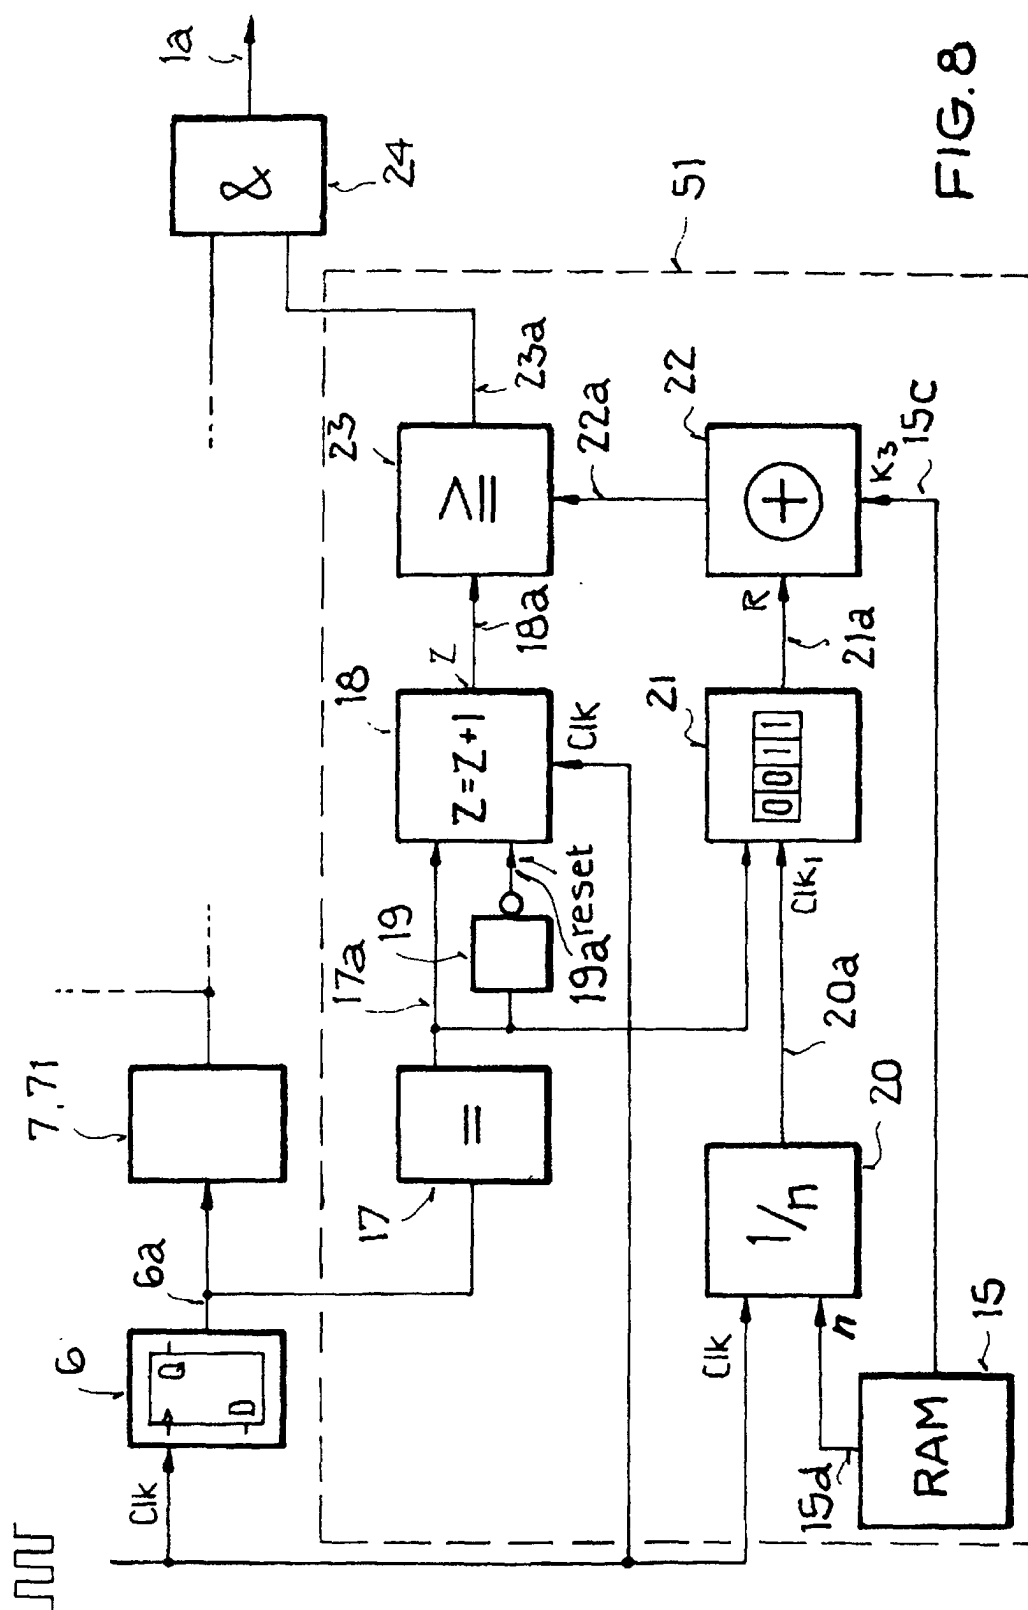 1a
&
24
7.71
6a
6
Q
D
Clk
51
23
≥
23a
22a
18
Z
18a
Z=Z+1
Clk
17a
19
reset
19a
=
17
22
+
K3
15C
R
21a
21
0011
Clk1
20a
20
1/n
Clk
n
15d
RAM
15
FIG.8